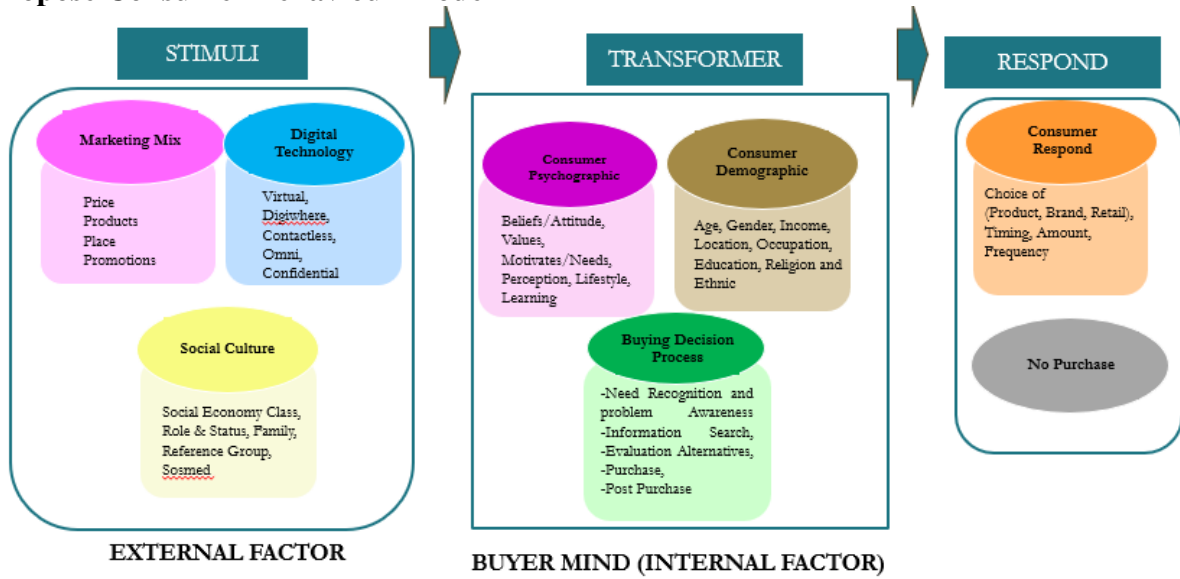 STIMULI
TRANSFORMER
RESPOND
Marketing Mix
Price
Products
Place
Promotions
Digital
Technology
Virtual,
Digiwhere,
Contactless,
Omni,
Confidential
Social Culture
Social Economy Class,
Role & Status, Family,
Reference Group,
Sosmed
EXTERNAL FACTOR
Consumer
Psychographic
Beliefs/Attitude,
Values,
Motivates/Needs,
Perception, Lifestyle,
Learning
Consumer
Demographic
Age, Gender, Income,
Location, Occupation,
Education, Religion and
Ethnic
Buying Decision
Process
-Need Recognition and
problem Awareness
-Information Search,
-Evaluation Alternatives,
-Purchase,
-Post Purchase
BUYER MIND (INTERNAL FACTOR)
Consumer
Respond
Choice of
(Product, Brand, Retail),
Timing, Amount,
Frequency
No Purchase